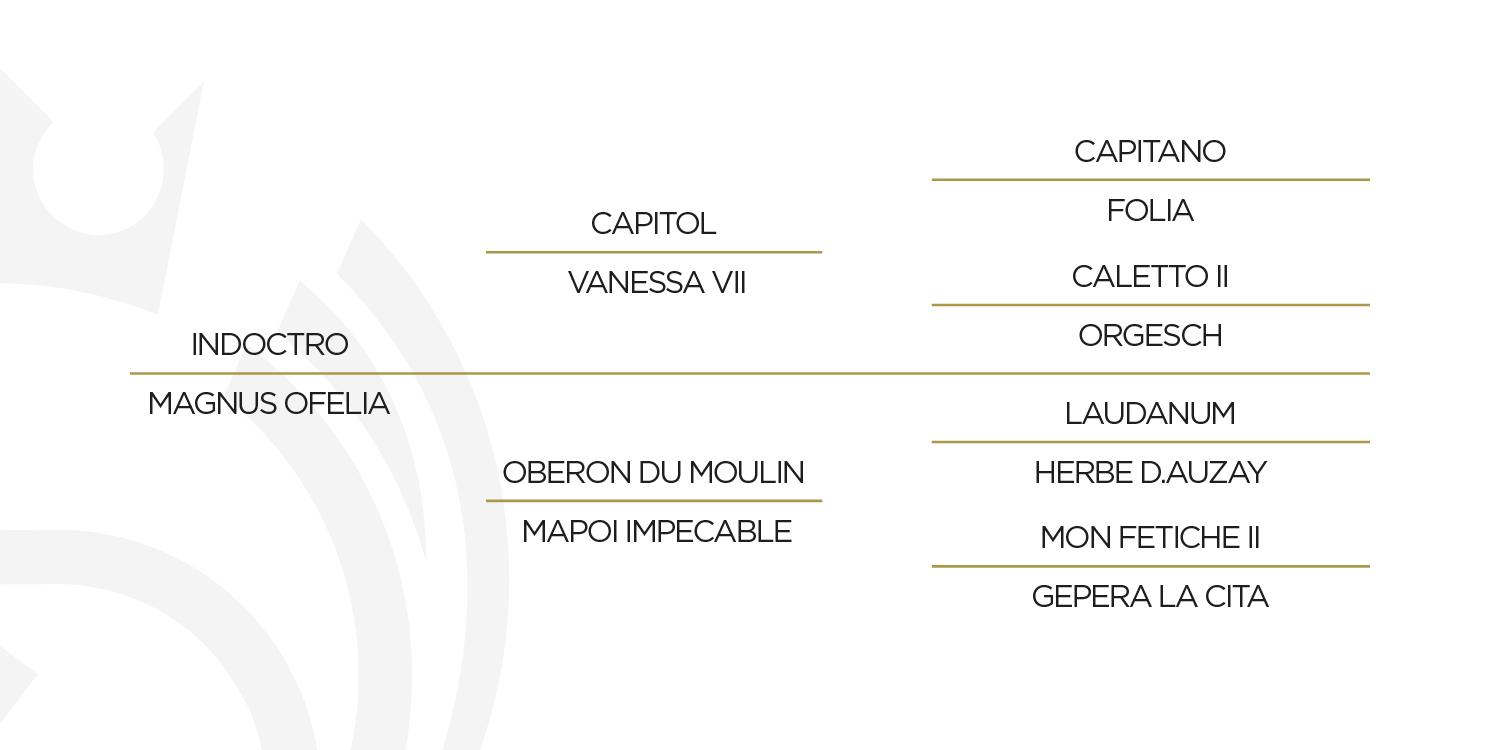 CAPITANO
FOLIA
CAPITOL
VANESSA VII
CALETTO II
ORGESCH
INDOCTRO
MAGNUS OFELIA
LAUDANUM
HERBE D.AUZAY
OBERON DU MOULIN
MAPOI IMPECABLE
MON FETICHE II
GEPERA LA CITA